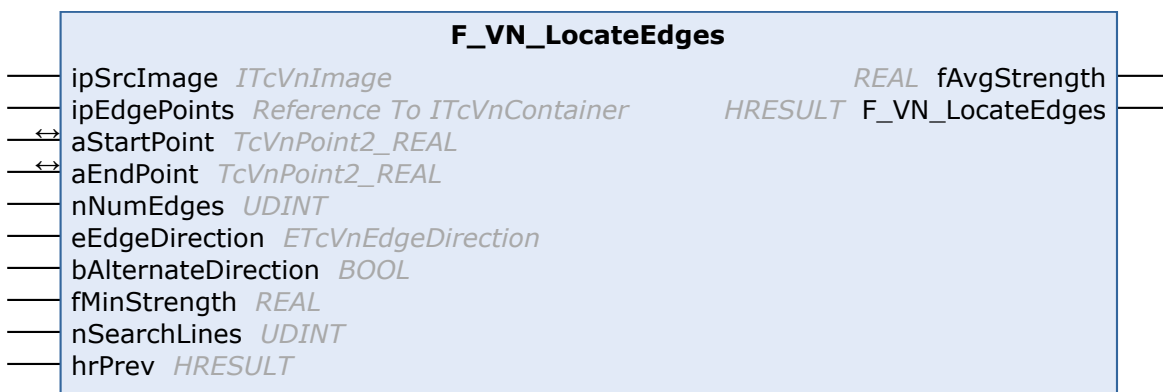 F_VN_LocateEdges
ipSrcImage ITcVnImage REAL fAvgStrength
ipEdgePoints Reference To ITcVnContainer HRESULT F_VN_LocateEdges
aStartPoint TcVnPoint2_REAL
aEndPoint TcVnPoint2_REAL
nNumEdges UDINT
eEdgeDirection ETcVnEdgeDirection
bAlternateDirection BOOL
fMinStrength REAL
nSearchLines UDINT
hrPrev HRESULT